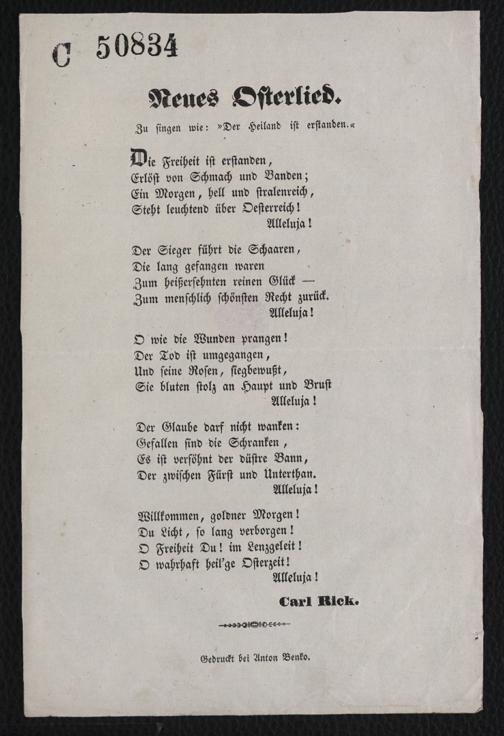 C 50834
Neues Osterlied.
Zu singen wie: »Der Heiland ist erstanden.«
Die Freiheit ist erstanden,
Erlöst von Schmach und Banden;
Ein Morgen, hell und stralenreich,
Steht leuchtend über Oesterreich!
Alleluja!
Der Sieger führt die Schaaren,
Die lang gefangen waren
Zum heißersehnten reinen Glück —
Zum menschlich schönsten Recht zurück.
Alleluja!
O wie die Wunden prangen!
Der Tod ist umgegangen,
Und seine Rosen, siegbewußt,
Sie bluten stolz an Haupt und Brust
Alleluja!
Der Glaube darf nicht wanken:
Gefallen sind die Schranken,
Es ist versöhnt der düstre Bann,
Der zwischen Fürst und Unterthan.
Alleluja!
Willkommen, goldner Morgen!
Du Licht, so lang verborgen!
O Freiheit Du! im Lenzgeleit!
O wahrhaft heil'ge Osterzeit!
Alleluja!
Carl Rick.
Gedruckt bei Anton Benko.